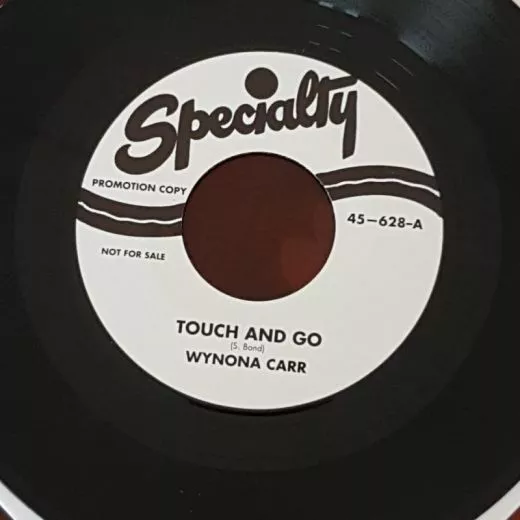 Specialty
PROMOTION COPY
45-628-A
NOT FOR SALE
TOUCH AND GO
(S. Bond)
WYNONA CARR